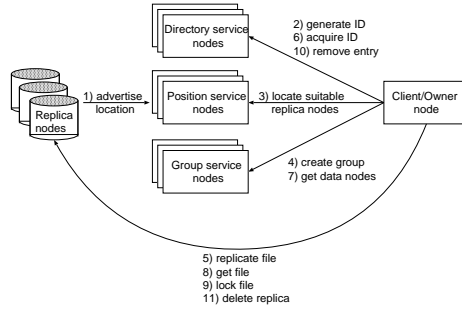 Directory service
nodes
2) generate ID
6) acquire ID
10) remove entry
Replica
nodes
1) advertise
location
Position service
nodes
3) locate suitable
replica nodes
Client/Owner
node
Group service
nodes
4) create group
7) get data nodes
5) replicate file
8) get file
9) lock file
11) delete replica